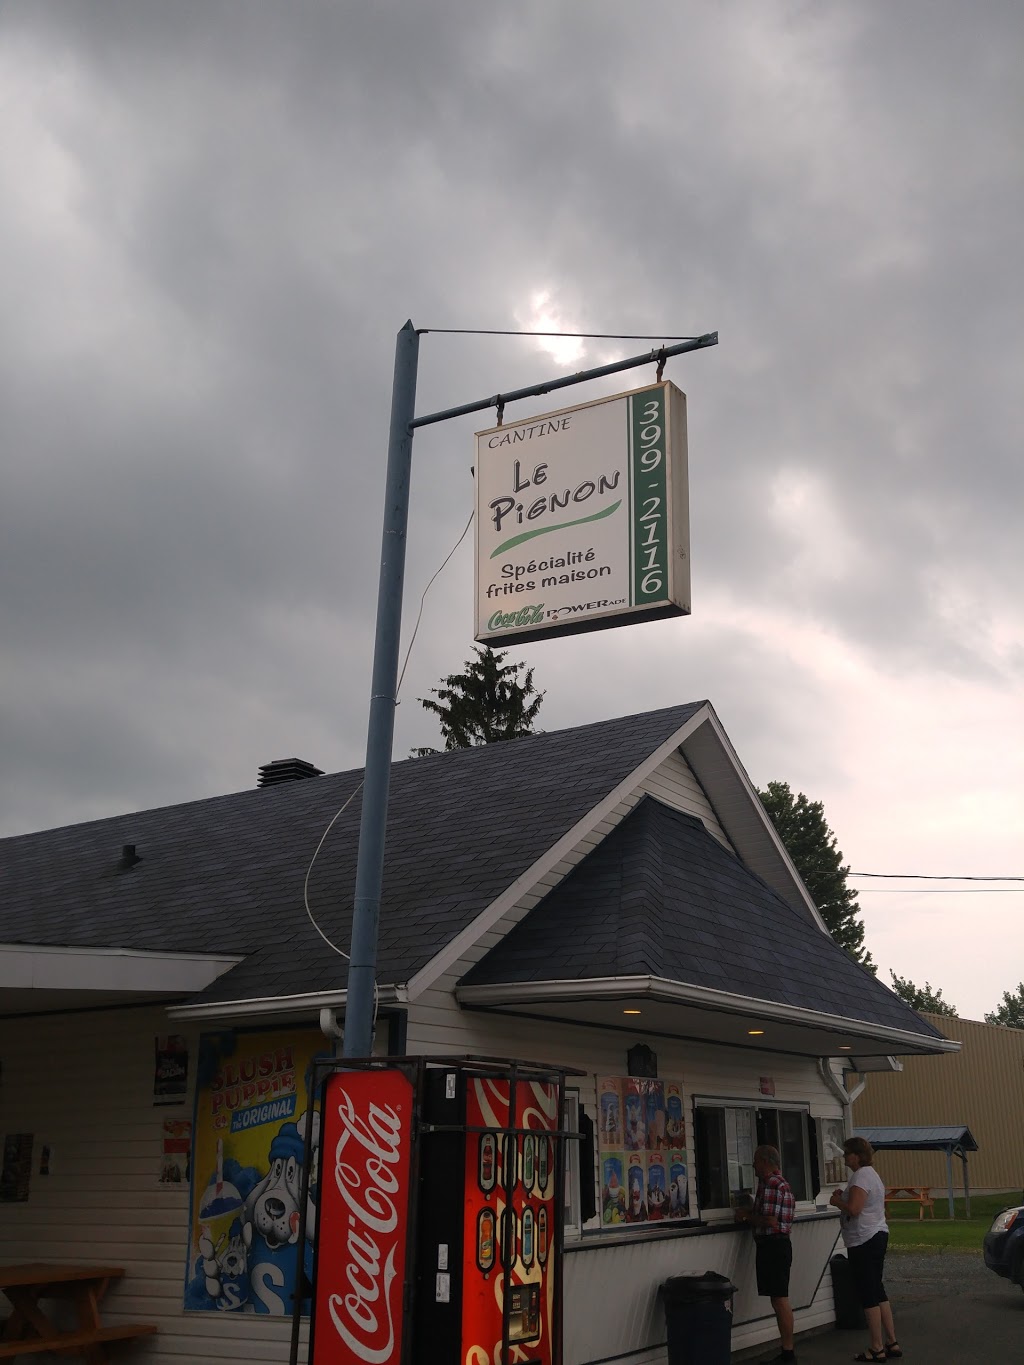 CANTINE
LE
PIGNON
Spécialité
frites maison
Coca-Cola POWERADE
399-2116
SLUSH
PUPPiE
The ORIGINAL
S
Coca-Cola